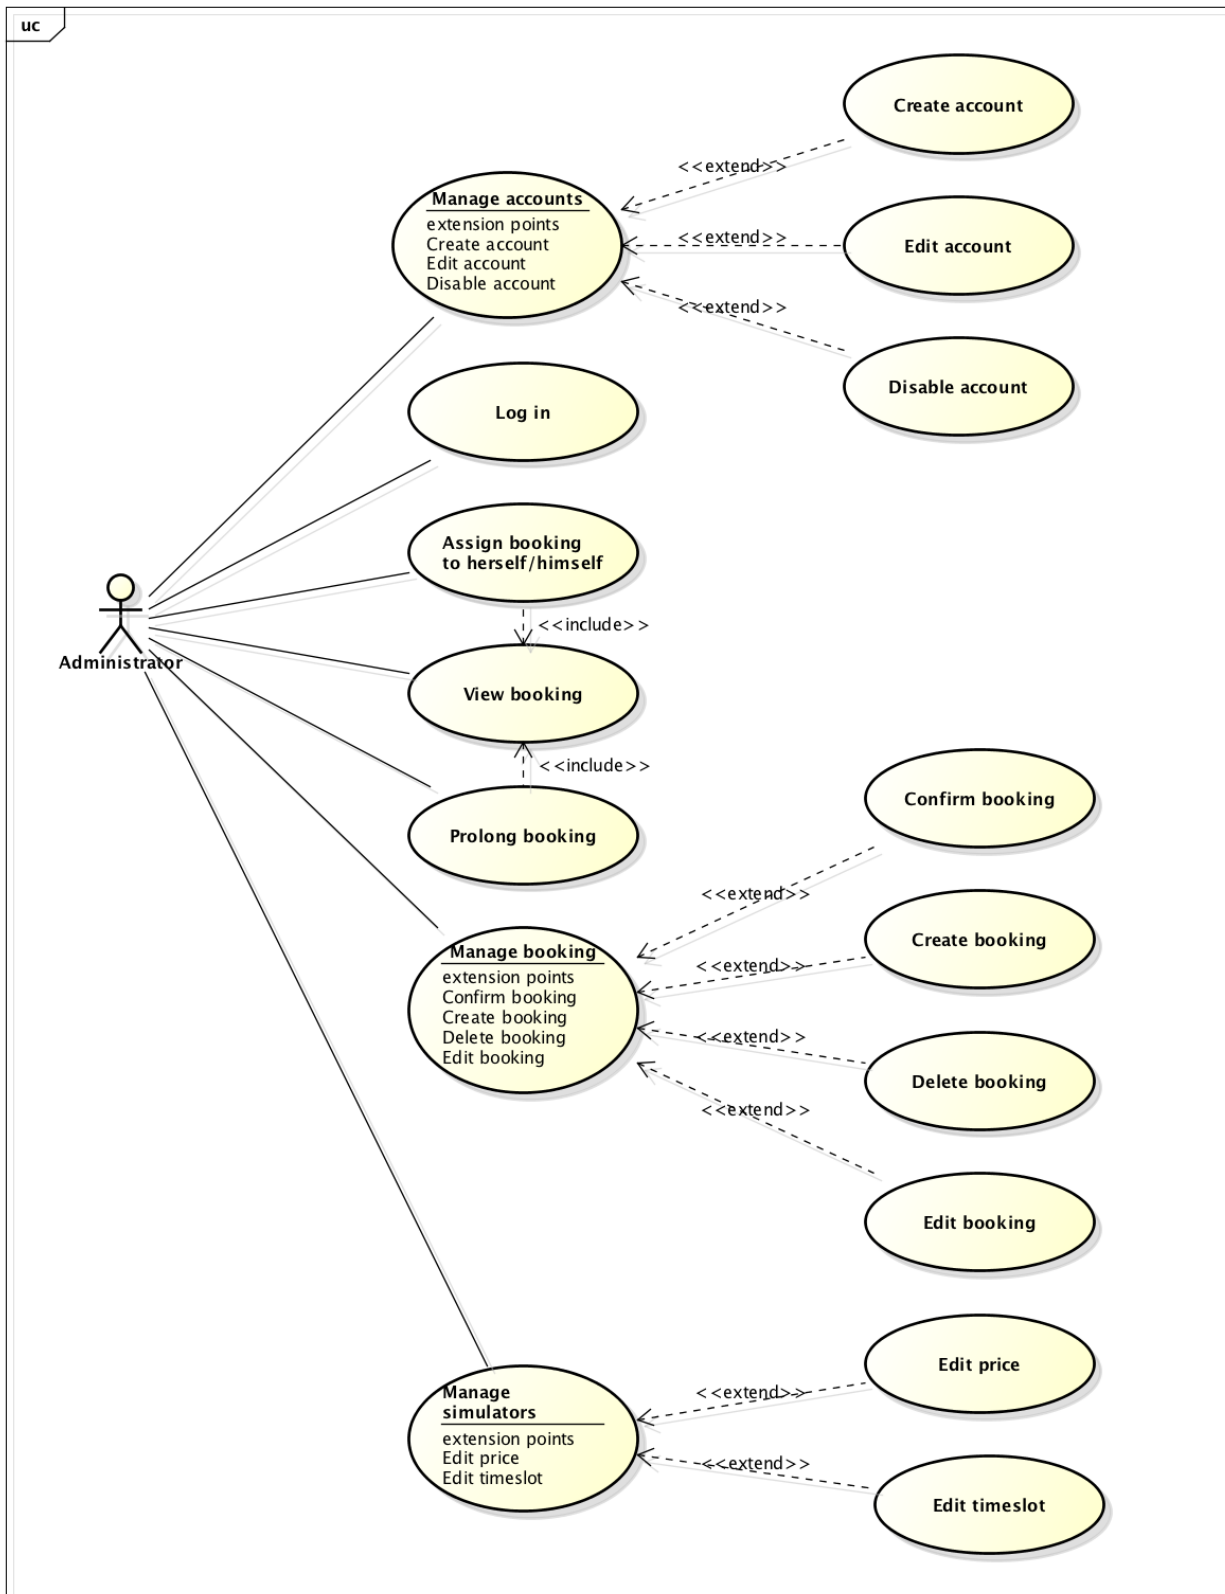 uc
Create account
<<extend>>
Manage accounts
extension points
Create account
Edit account
Disable account
<<extend>>
Edit account
<<extend>>
Disable account
Log in
Assign booking
to herself/himself
<<include>>
Administrator
View booking
<<include>>
Prolong booking
Confirm booking
<<extend>>
Manage booking
extension points
Confirm booking
Create booking
Delete booking
Edit booking
<<extend>>
Create booking
<<extend>>
Delete booking
<<extend>>
Edit booking
Edit price
<<extend>>
Manage
simulators
extension points
Edit price
Edit timeslot
<<extend>>
Edit timeslot